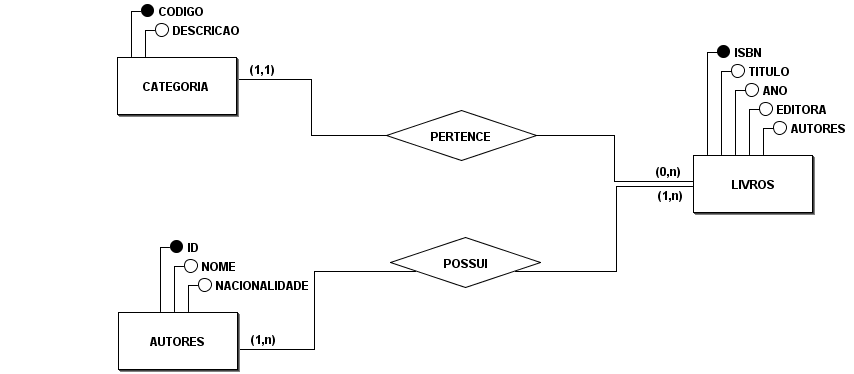 CODIGO
DESCRICAO
CATEGORIA
(1,1)
PERTENCE
ISBN
TITULO
ANO
EDITORA
AUTORES
(0,n)
(1,n)
LIVROS
ID
NOME
NACIONALIDADE
POSSUI
AUTORES
(1,n)